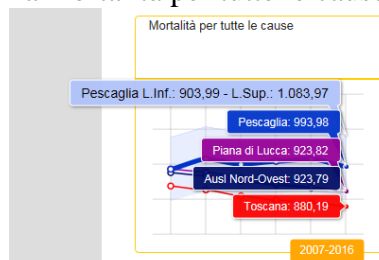 Mortalità per tutte le cause
Pescaglia L.Inf.: 903,99 - L.Sup.: 1.083,97
Pescaglia: 993,98
Piana di Lucca: 923,82
Ausl Nord-Ovest: 923,79
Toscana: 880,19
2007-2016